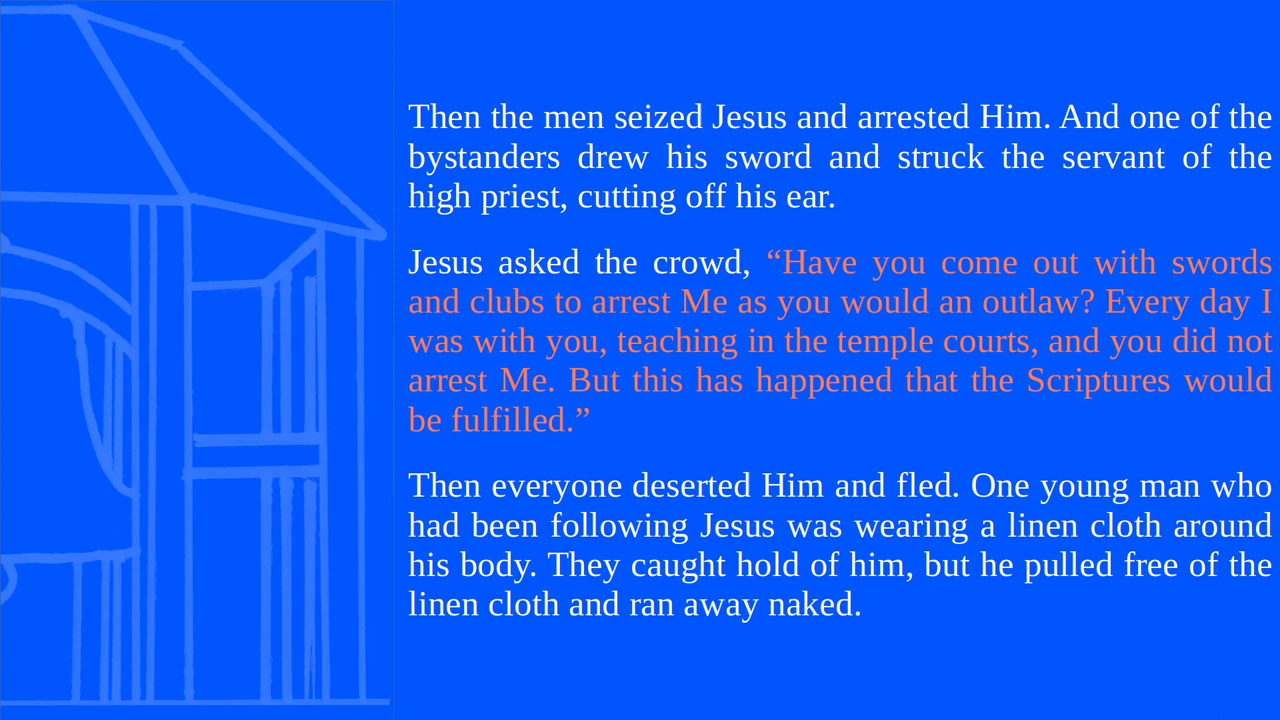 Then the men seized Jesus and arrested Him. And one of the
bystanders drew his sword and struck the servant of the
high priest, cutting off his ear.
Jesus asked the crowd, “Have you come out with swords
and clubs to arrest Me as you would an outlaw? Every day I
was with you, teaching in the temple courts, and you did not
arrest Me. But this has happened that the Scriptures would
be fulfilled.”
Then everyone deserted Him and fled. One young man who
had been following Jesus was wearing a linen cloth around
his body. They caught hold of him, but he pulled free of the
linen cloth and ran away naked.